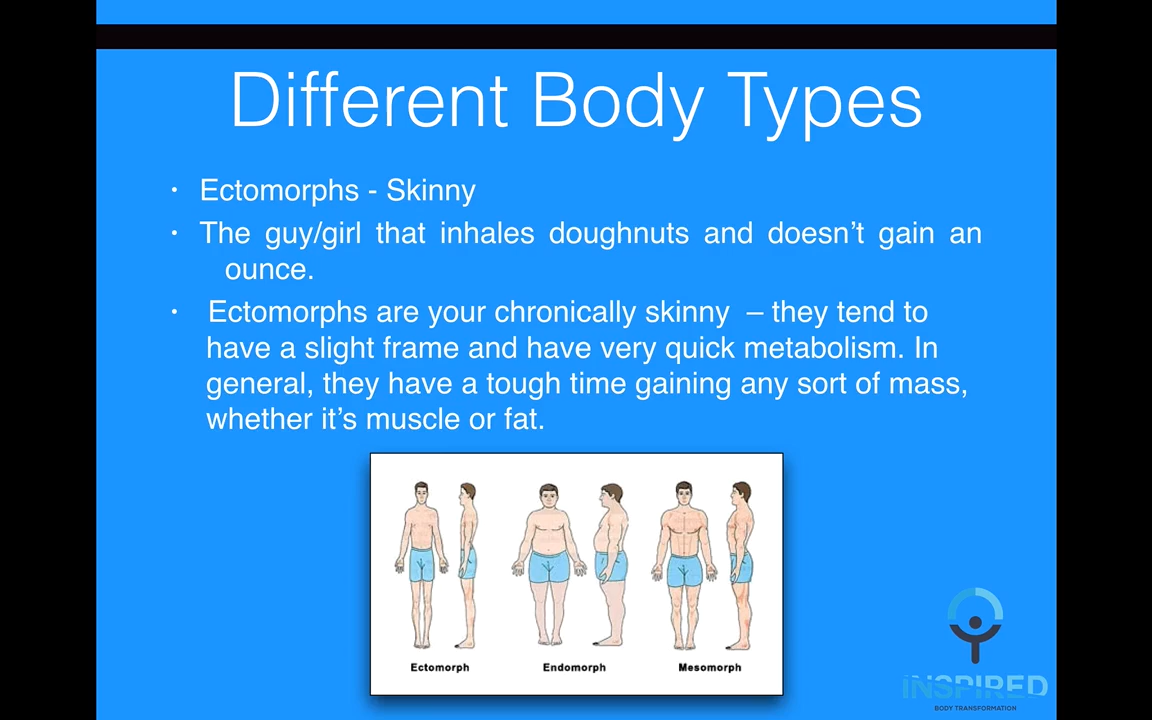 Different Body Types
• Ectomorphs - Skinny
• The guy/girl that inhales doughnuts and doesn’t gain an
ounce.
• Ectomorphs are your chronically skinny – they tend to
have a slight frame and have very quick metabolism. In
general, they have a tough time gaining any sort of mass,
whether it’s muscle or fat.
Ectomorph Endomorph Mesomorph
INSPIRED
BODY TRANSFORMATION